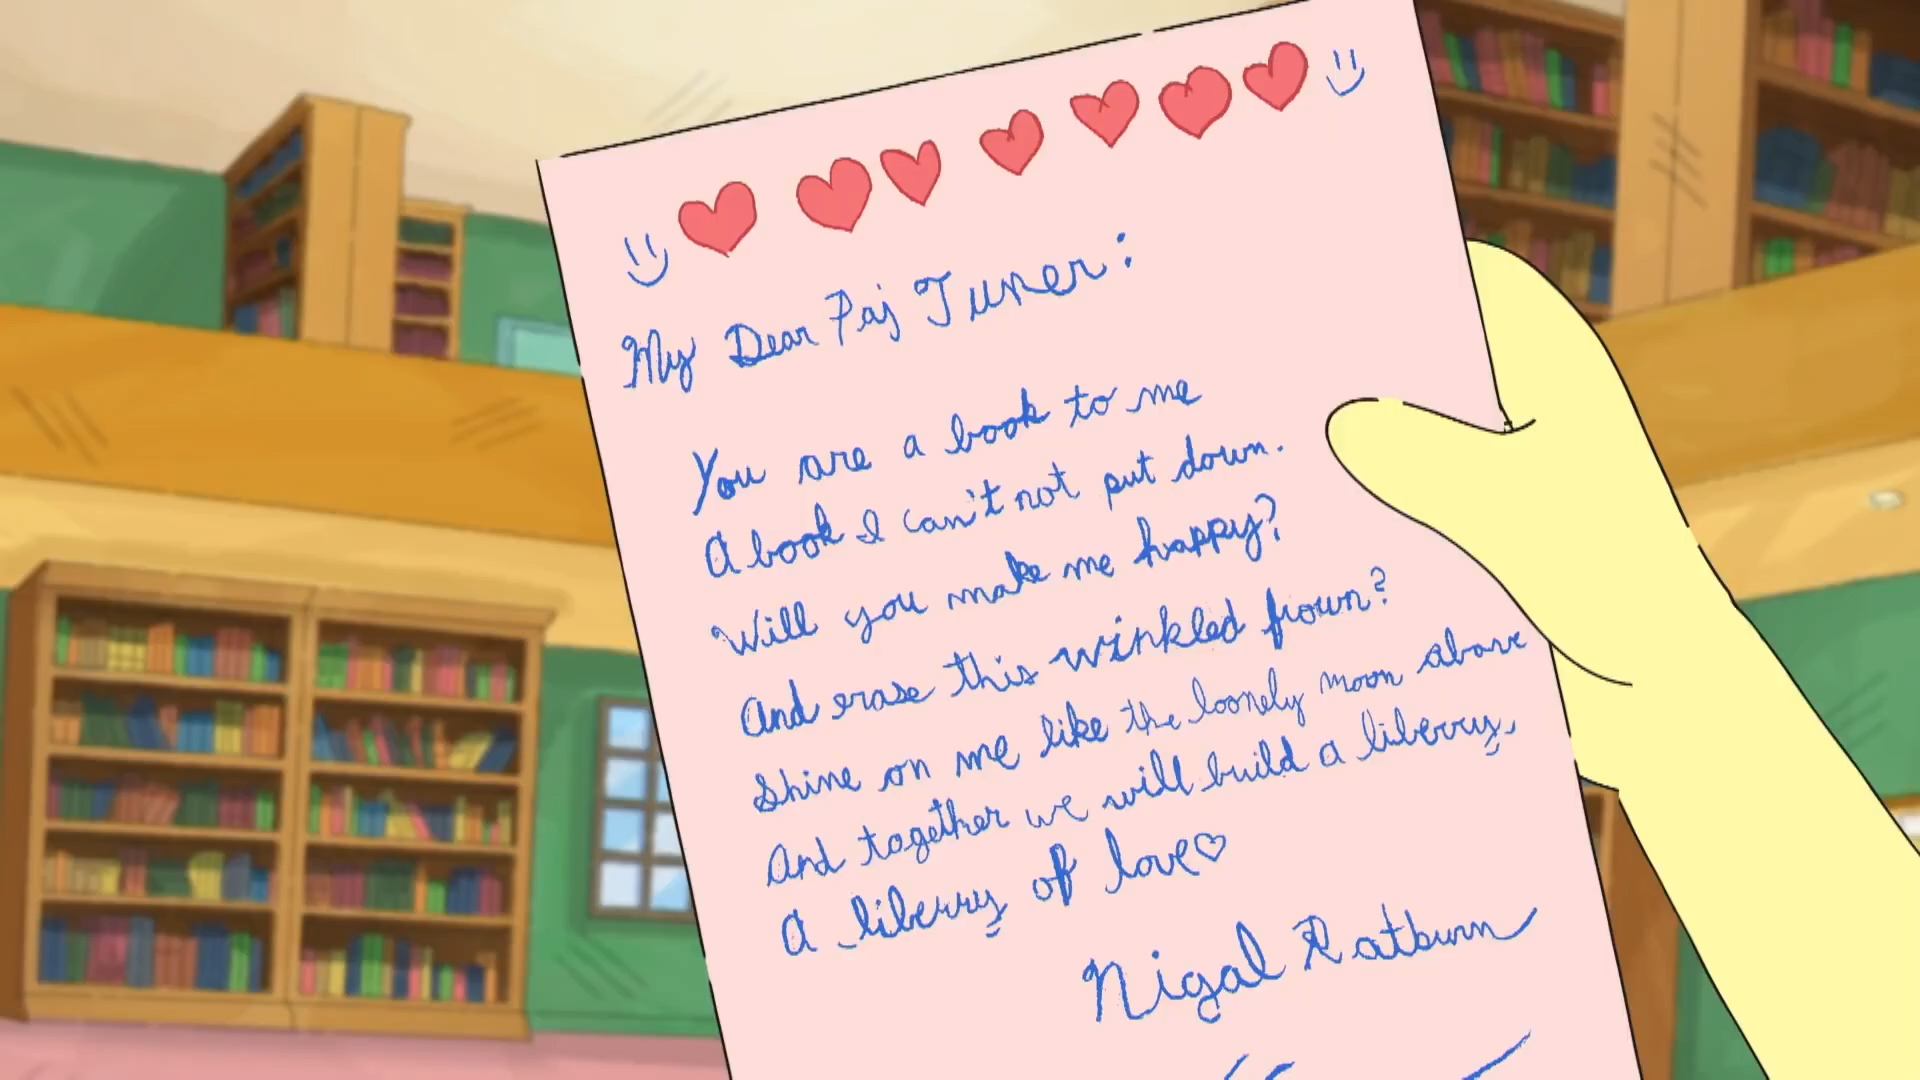 My Dear Paj Tuner:
You are a book to me
A book I can't not put down.
Will you make me happy?
And erase this winkled frown?
Shine on me like the loonely moon above
And together we will build a liberry,
A liberry of love♡
Nigal Ratburn